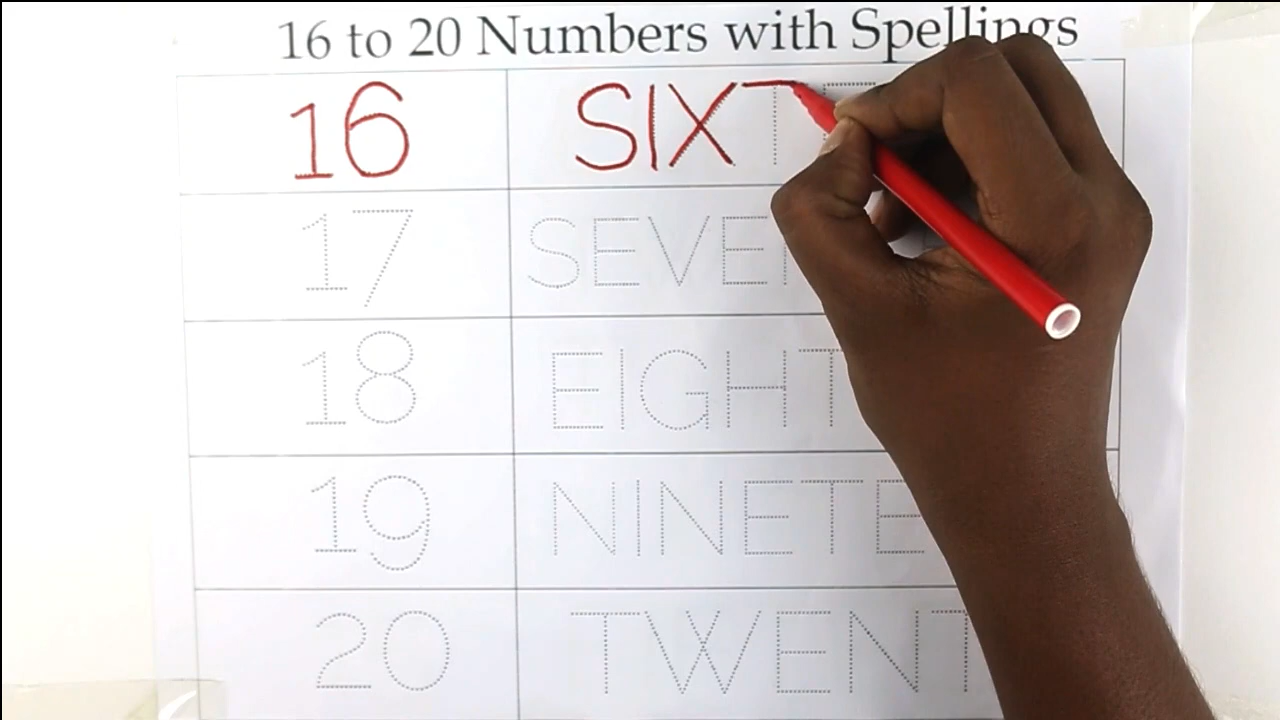 16 to 20 Numbers with Spellings
16 SIXT
17 SEVE
18 EIGHT
19 NINETE
20 TWENT